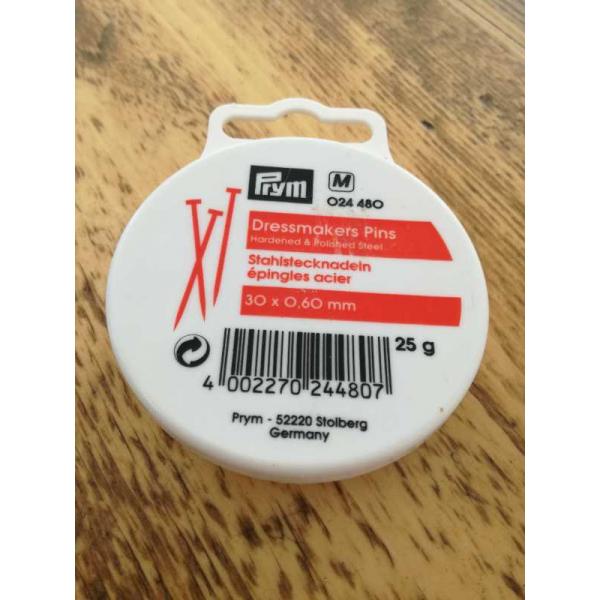 Prym
M
024 480
Dressmakers Pins
Hardened & Polished Steel
Stahlstecknadeln
épingles acier
30 x 0,60 mm
25 g
4 002270 244807
Prym - 52220 Stolberg
Germany